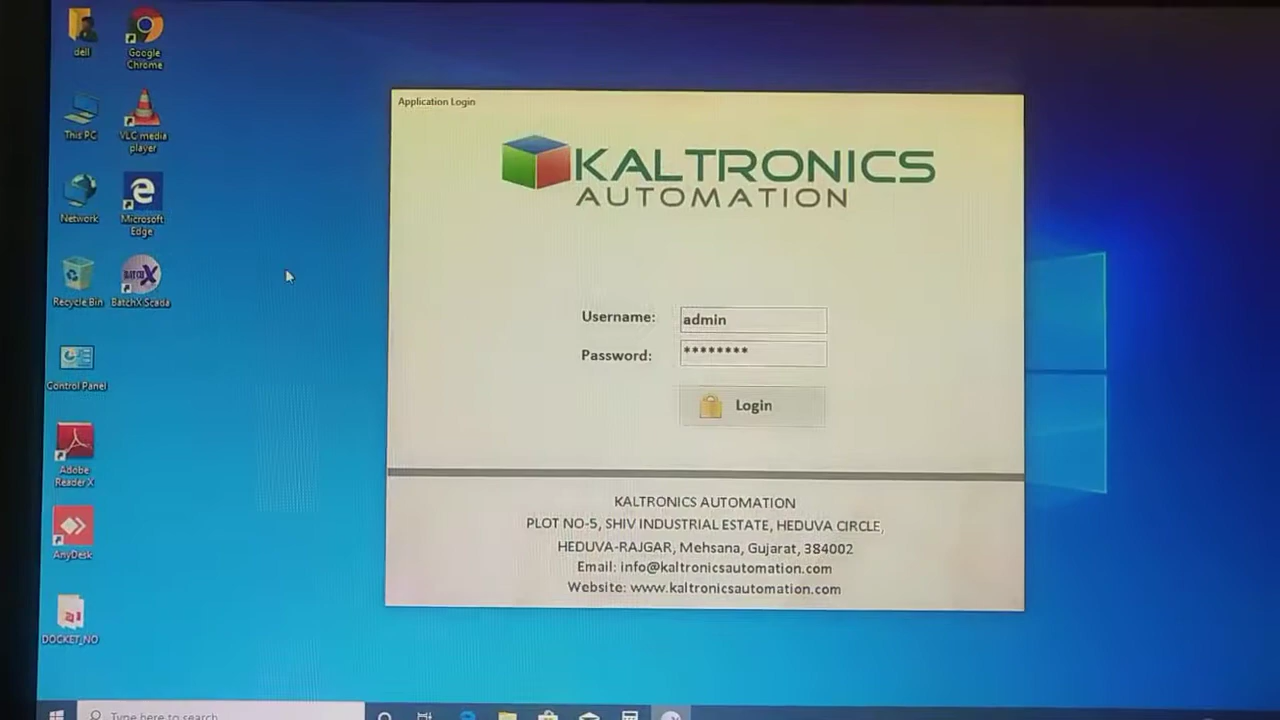 dell
Google
Chrome
This PC
VLC media
player
Network
Microsoft
Edge
Recycle Bin
BATCH X
BatchX Scada
Control Panel
Adobe
Reader X
AnyDesk
DOCKET_NO
Application Login
KALTRONICS
AUTOMATION
Username:
admin
Password:
********
Login
KALTRONICS AUTOMATION
PLOT NO-5, SHIV INDUSTRIAL ESTATE, HEDUVA CIRCLE,
HEDUVA-RAJGAR, Mehsana, Gujarat, 384002
Email: info@kaltronicsautomation.com
Website: www.kaltronicsautomation.com
Type here to search